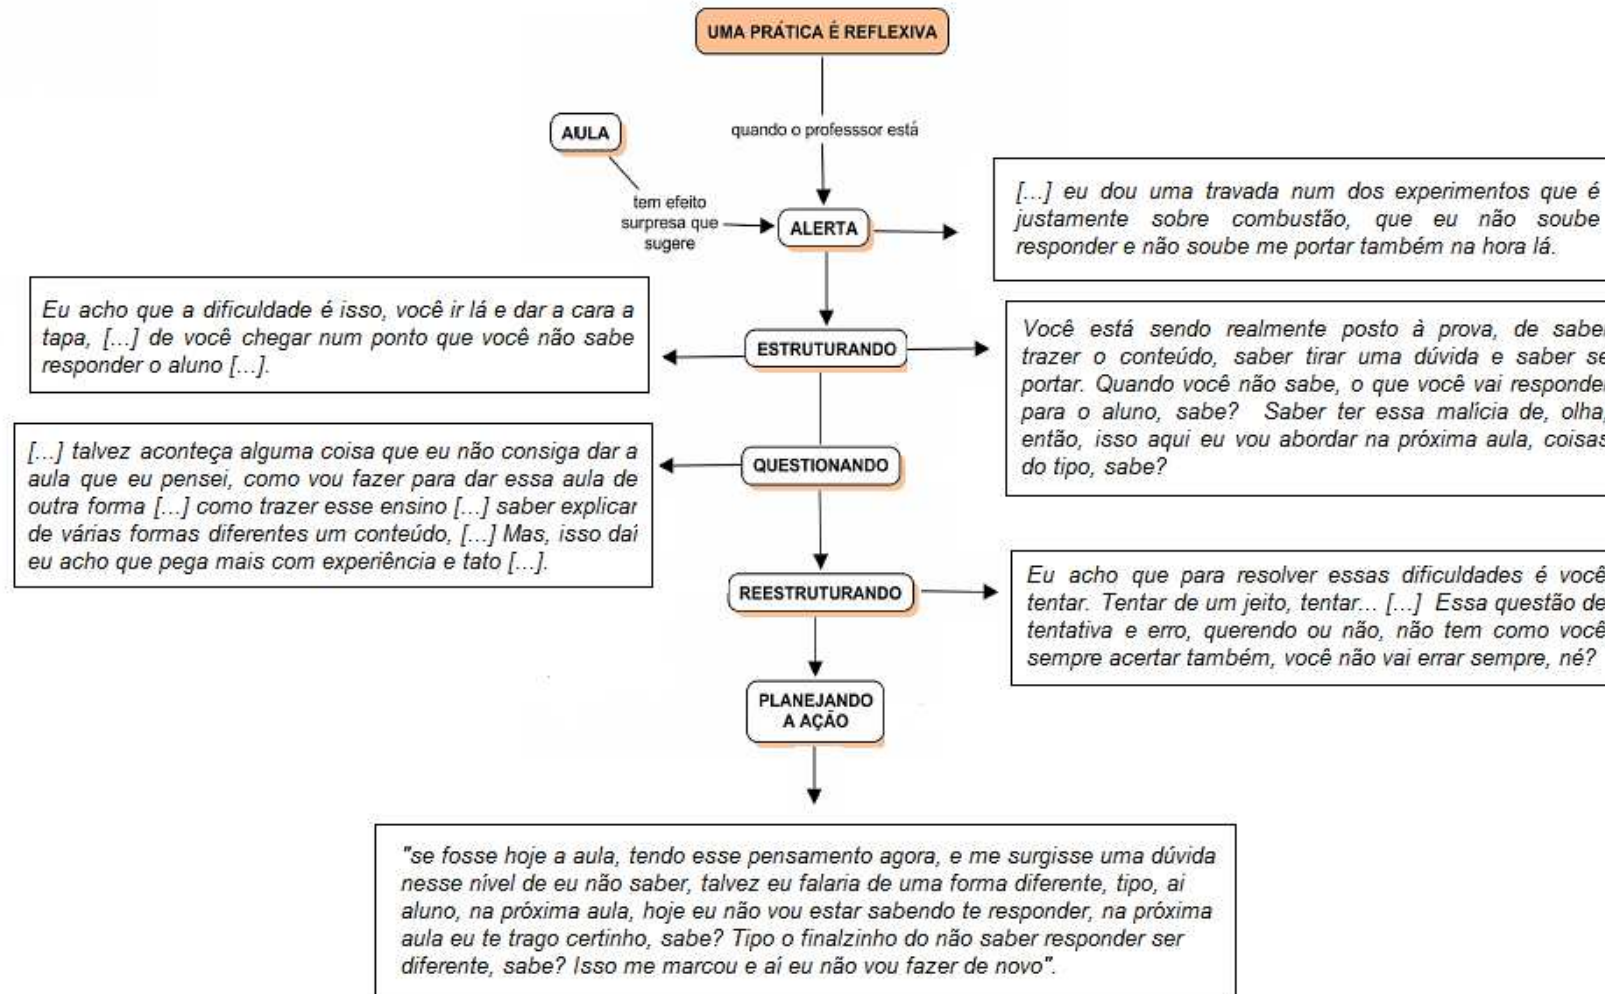 UMA PRÁTICA É REFLEXIVA
AULA
quando o professsor está
tem efeito
surpresa que
sugere
ALERTA
[...] eu dou uma travada num dos experimentos que é
justamente sobre combustão, que eu não soube
responder e não soube me portar também na hora lá.
Eu acho que a dificuldade é isso, você ir lá e dar a cara a
tapa, [...] de você chegar num ponto que você não sabe
responder o aluno [...].
ESTRUTURANDO
Você está sendo realmente posto à prova, de saber
trazer o conteúdo, saber tirar uma dúvida e saber se
portar. Quando você não sabe, o que você vai responder
para o aluno, sabe? Saber ter essa malícia de, olha,
então, isso aqui eu vou abordar na próxima aula, coisas
do tipo, sabe?
[...] talvez aconteça alguma coisa que eu não consiga dar a
aula que eu pensei, como vou fazer para dar essa aula de
outra forma [...] como trazer esse ensino [...] saber explicar
de várias formas diferentes um conteúdo, [...] Mas, isso daí
eu acho que pega mais com experiência e tato [...].
QUESTIONANDO
REESTRUTURANDO
Eu acho que para resolver essas dificuldades é você
tentar. Tentar de um jeito, tentar... [...] Essa questão de
tentativa e erro, querendo ou não, não tem como você
sempre acertar também, você não vai errar sempre, né?
PLANEJANDO
A AÇÃO
"se fosse hoje a aula, tendo esse pensamento agora, e me surgisse uma dúvida
nesse nível de eu não saber, talvez eu falaria de uma forma diferente, tipo, ai
aluno, na próxima aula, hoje eu não vou estar sabendo te responder, na próxima
aula eu te trago certinho, sabe? Tipo o finalzinho do não saber responder ser
diferente, sabe? Isso me marcou e aí eu não vou fazer de novo".